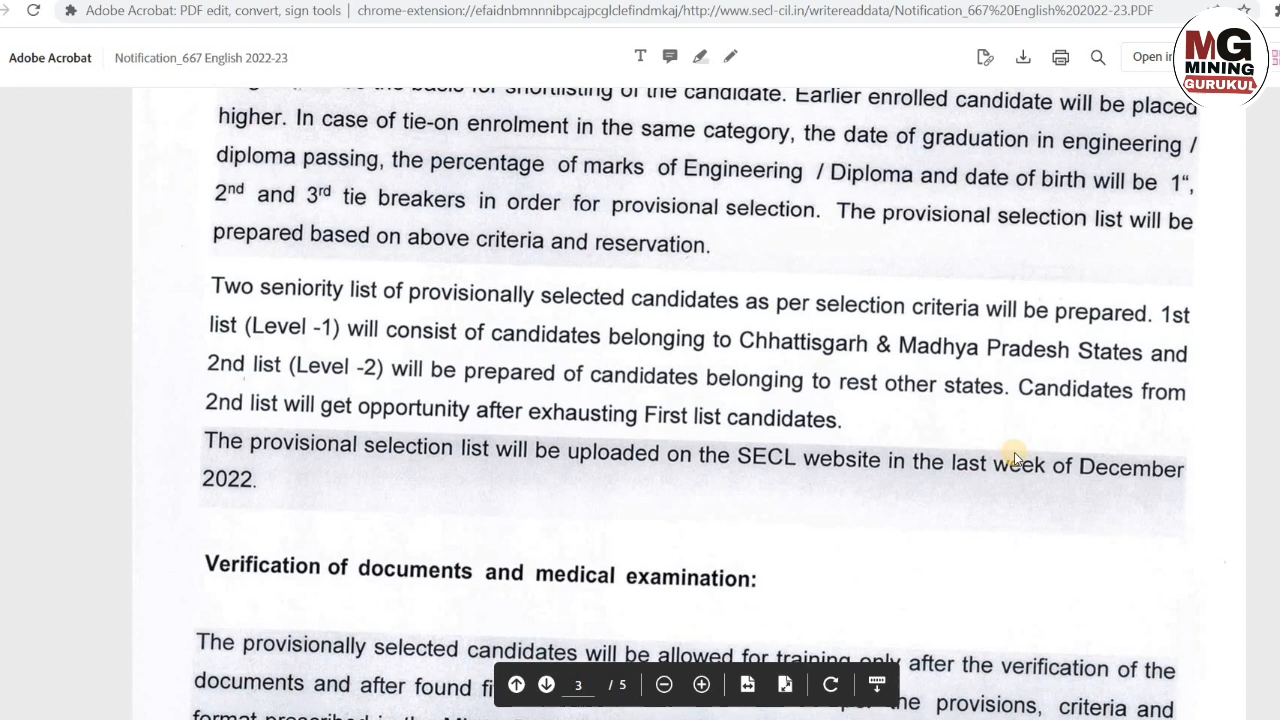 Adobe Acrobat: PDF edit, convert, sign tools | chrome-extension://efaidnbmnnnibpcajpcglclefindmkaj/http://www.secl-cil.in/writereaddata/Notification_667%20English%202022-23.PDF
Adobe Acrobat Notification_667 English 2022-23
Open in
MG
MINING
GURUKUL
the basis for shortlisting of the candidate. Earlier enrolled candidate will be placed
higher. In case of tie-on enrolment in the same category, the date of graduation in engineering /
diploma passing, the percentage of marks of Engineering / Diploma and date of birth will be 1“,
2nd and 3rd tie breakers in order for provisional selection. The provisional selection list will be
prepared based on above criteria and reservation.
Two seniority list of provisionally selected candidates as per selection criteria will be prepared. 1st
list (Level -1) will consist of candidates belonging to Chhattisgarh & Madhya Pradesh States and
2nd list (Level -2) will be prepared of candidates belonging to rest other states. Candidates from
2nd list will get opportunity after exhausting First list candidates.
The provisional selection list will be uploaded on the SECL website in the last week of December
2022.
Verification of documents and medical examination:
The provisionally selected candidates will be allowed for training only after the verification of the
documents and after found the provisions, criteria and
3 / 5